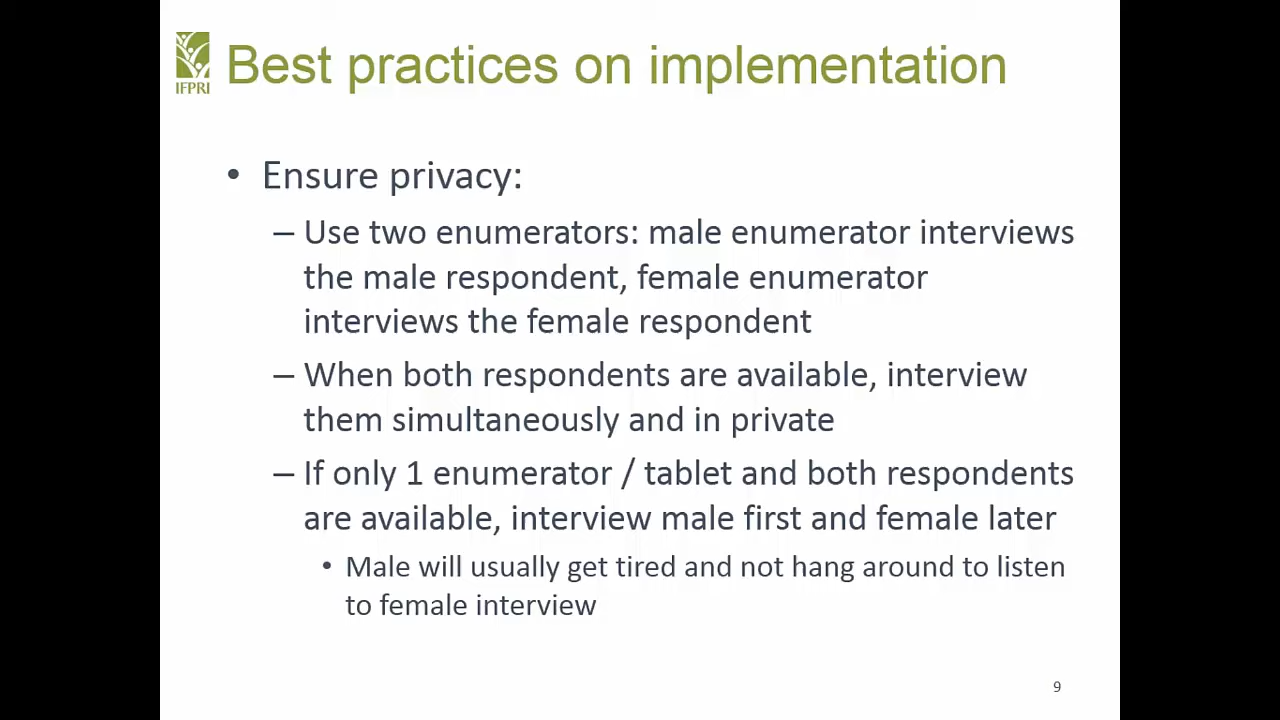 IFPRI
Best practices on implementation
• Ensure privacy:
– Use two enumerators: male enumerator interviews
the male respondent, female enumerator
interviews the female respondent
– When both respondents are available, interview
them simultaneously and in private
– If only 1 enumerator / tablet and both respondents
are available, interview male first and female later
• Male will usually get tired and not hang around to listen
to female interview
9